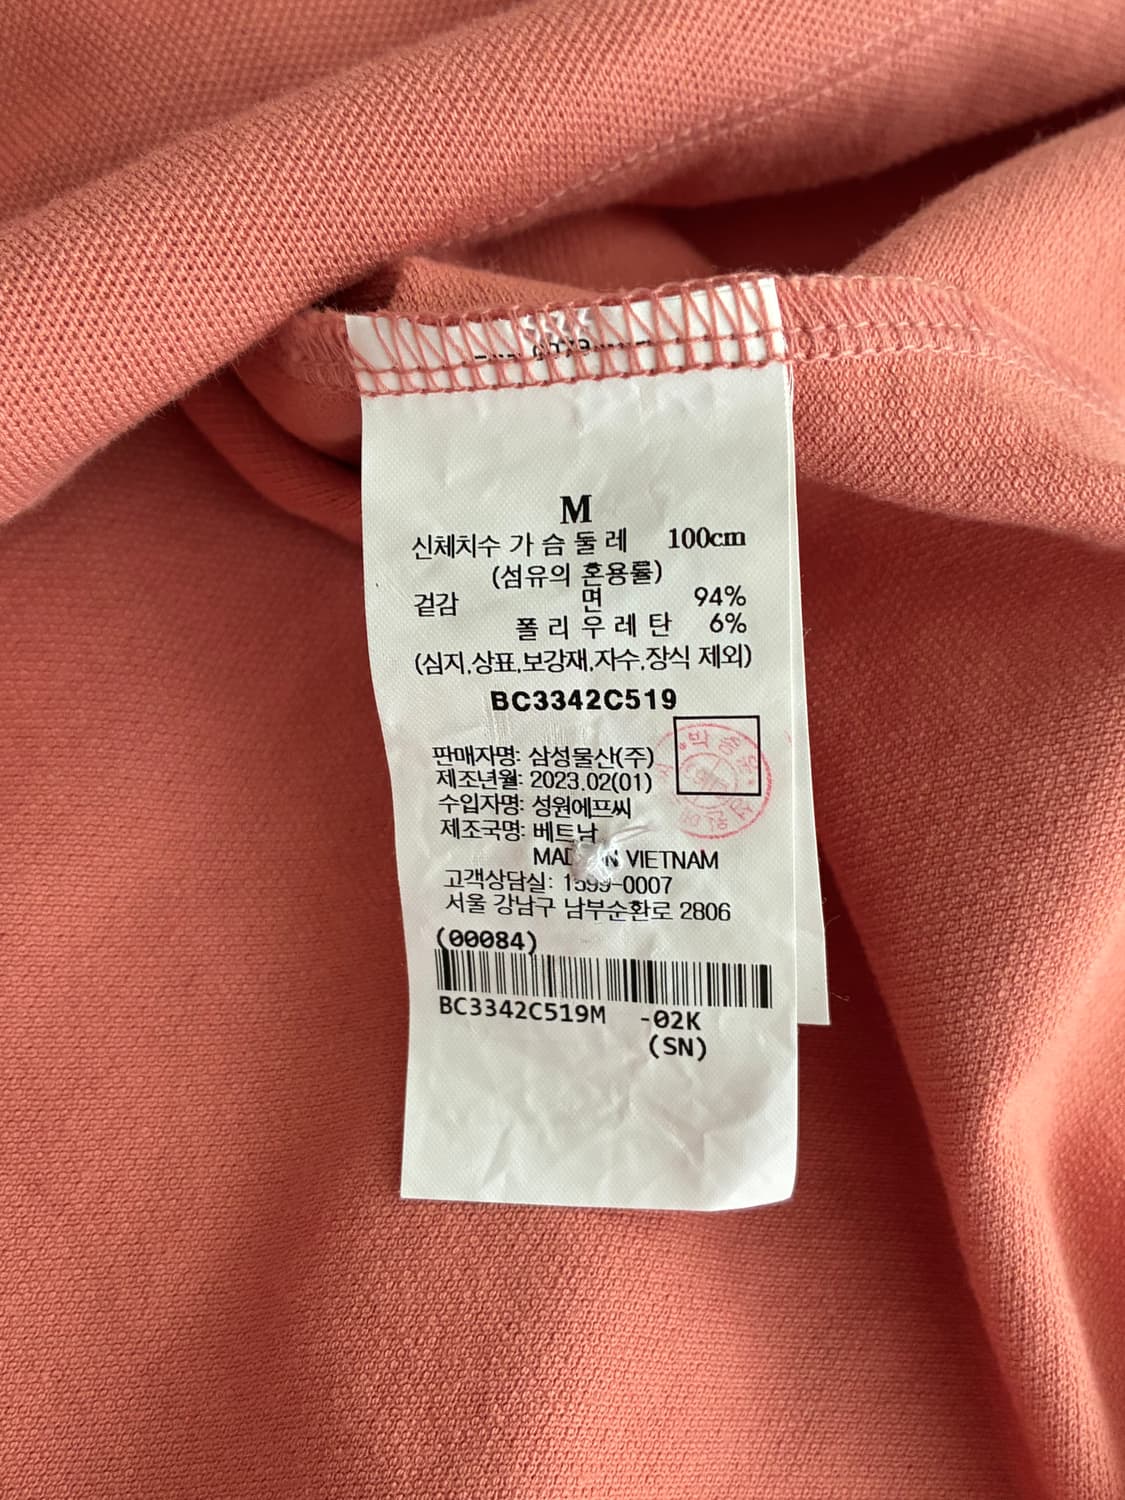 M
신체치수 가슴둘레 100cm
(섬유의 혼용률)
겉감 면 94%
폴리우레탄 6%
(심지,상표,보강재,자수,장식 제외)
BC3342C519
판매자명: 삼성물산(주)
제조년월: 2023.02(01)
수입자명: 성원에프씨
제조국명: 베트남
MADE IN VIETNAM
고객상담실: 1599-0007
서울 강남구 남부순환로 2806
(00084)
BC3342C519M -02K
(SN)